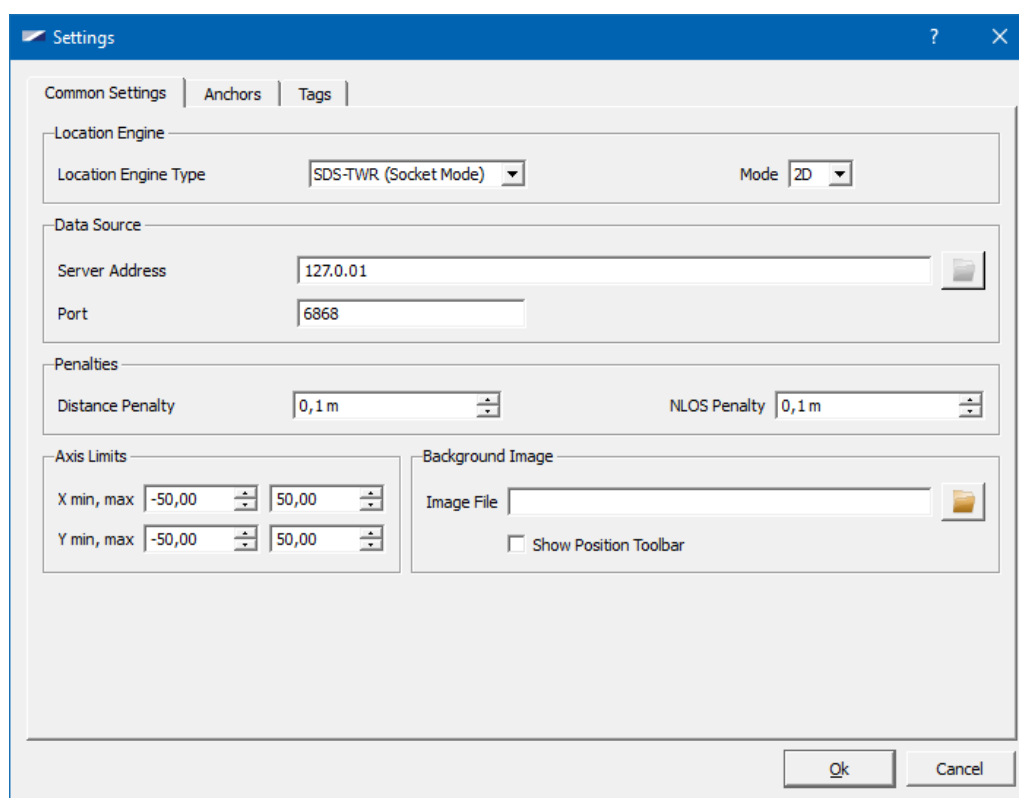 Settings ?
Common Settings Anchors Tags
Location Engine
Location Engine Type SDS-TWR (Socket Mode) Mode 2D
Data Source
Server Address 127.0.01
Port 6868
Penalties
Distance Penalty 0,1 m NLOS Penalty 0,1 m
Axis Limits Background Image
X min, max -50,00 50,00 Image File
Y min, max -50,00 50,00 Show Position Toolbar
Ok Cancel